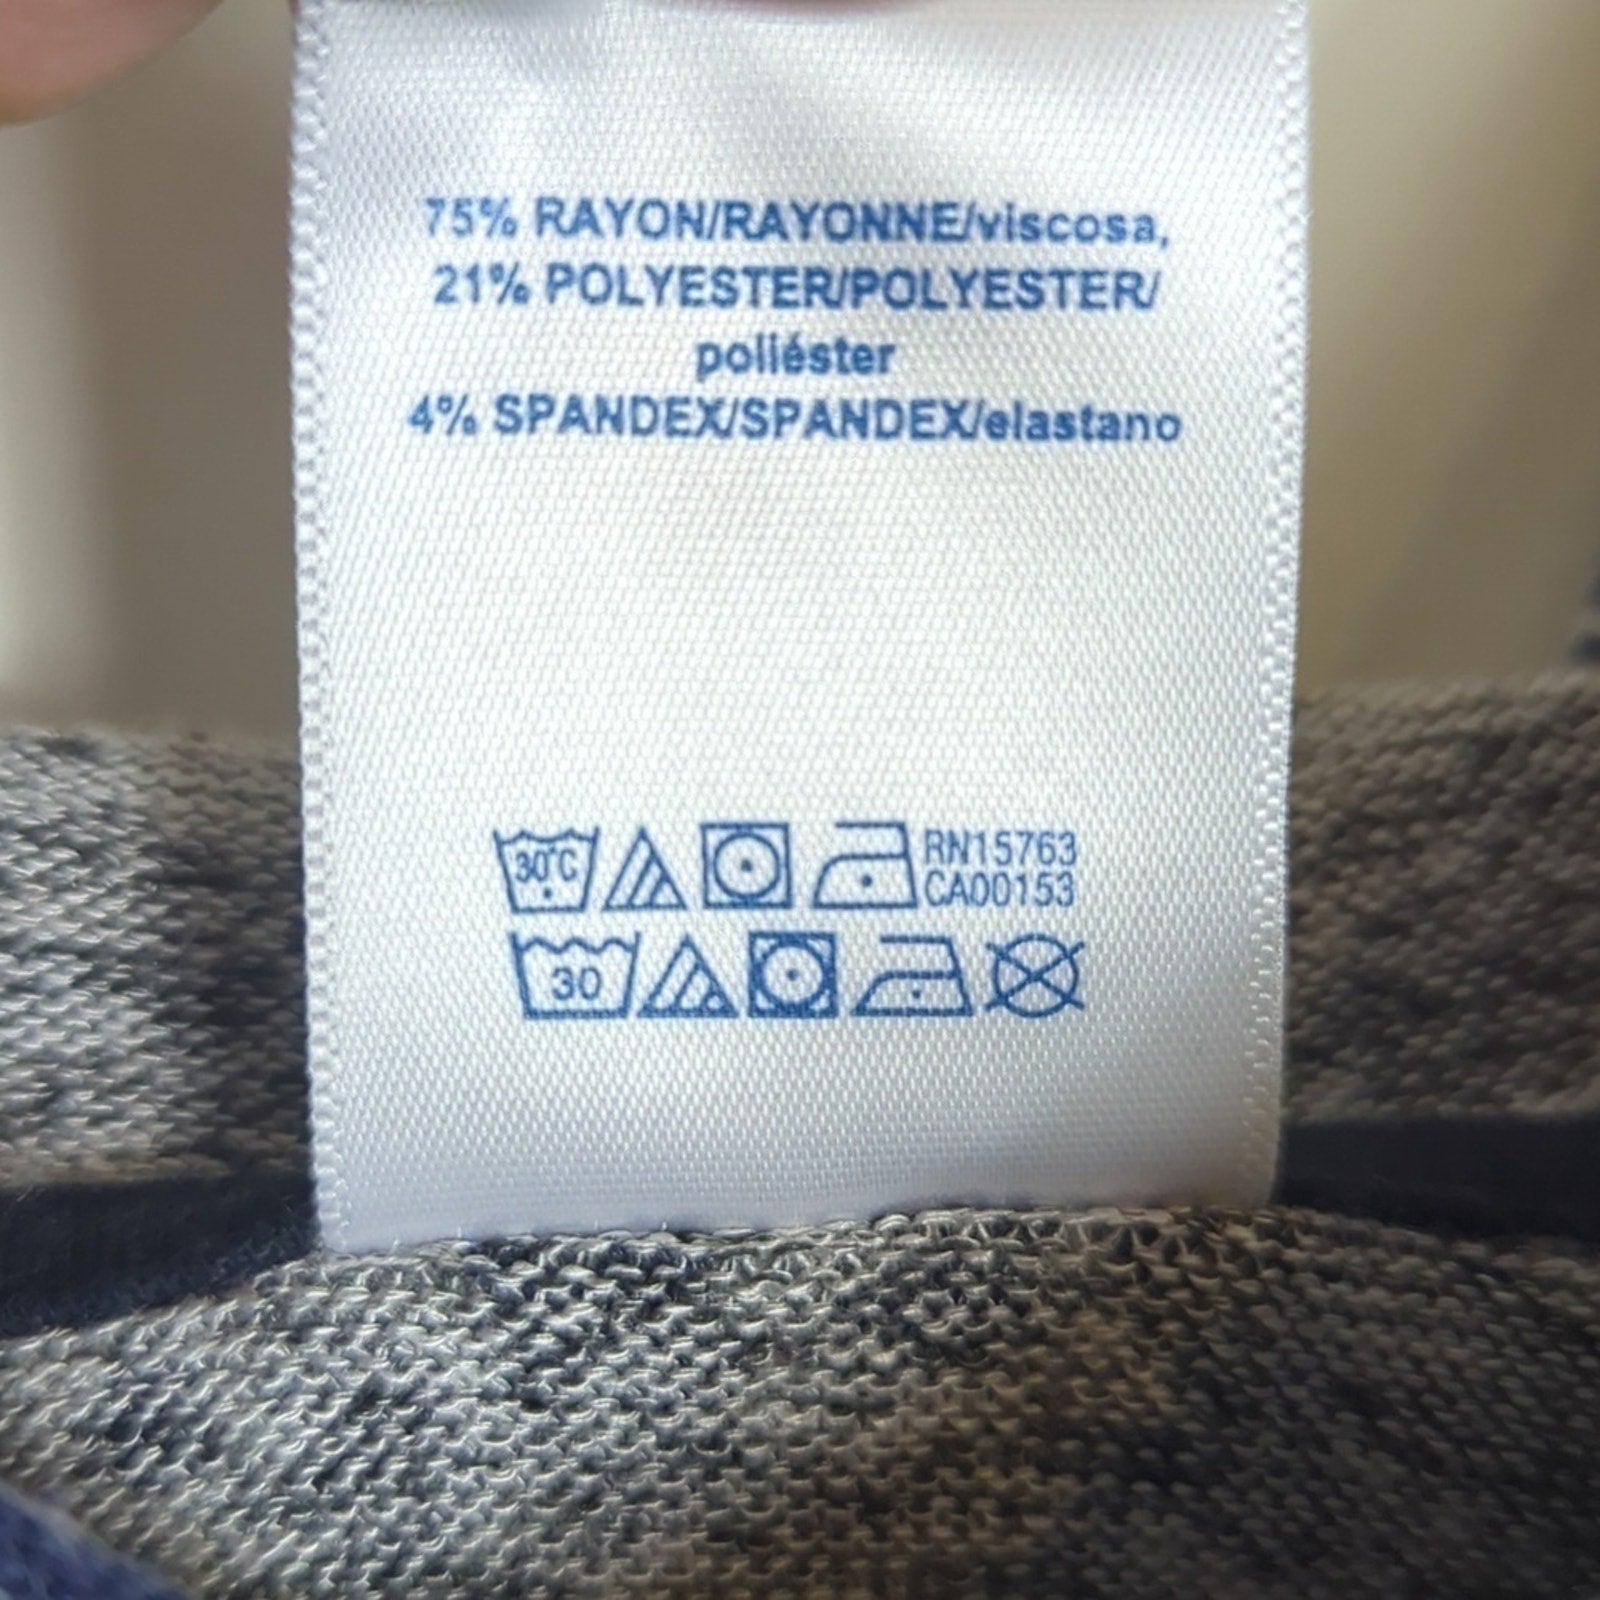 75% RAYON/RAYONNE/viscosa,
21% POLYESTER/POLYESTER/
poliéster
4% SPANDEX/SPANDEX/elastano
30°C RN15763
CA00153
30